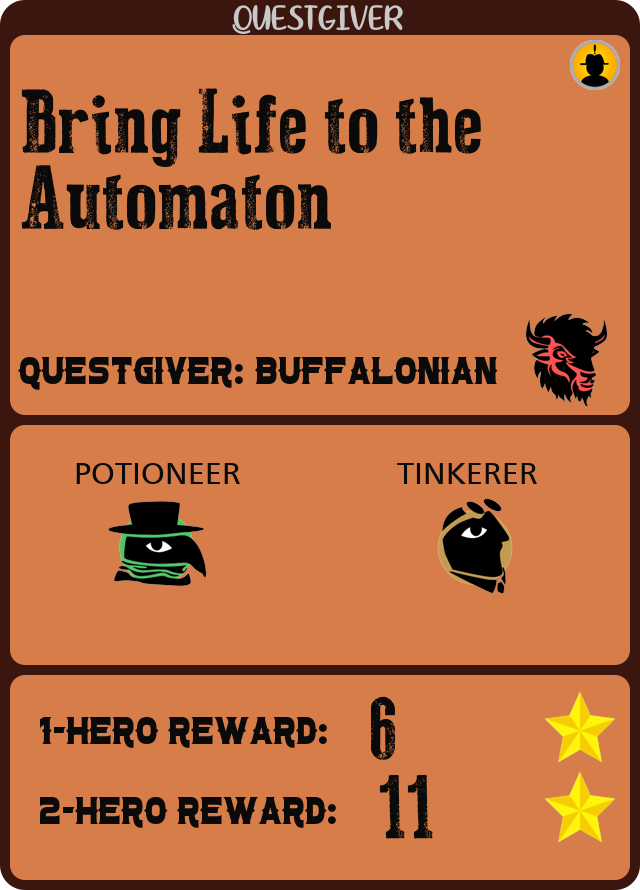 QUESTGIVER
Bring Life to the
Automaton
QUESTGIVER: BUFFALONIAN
POTIONEER TINKERER
1-HERO REWARD: 6
2-HERO REWARD: 11